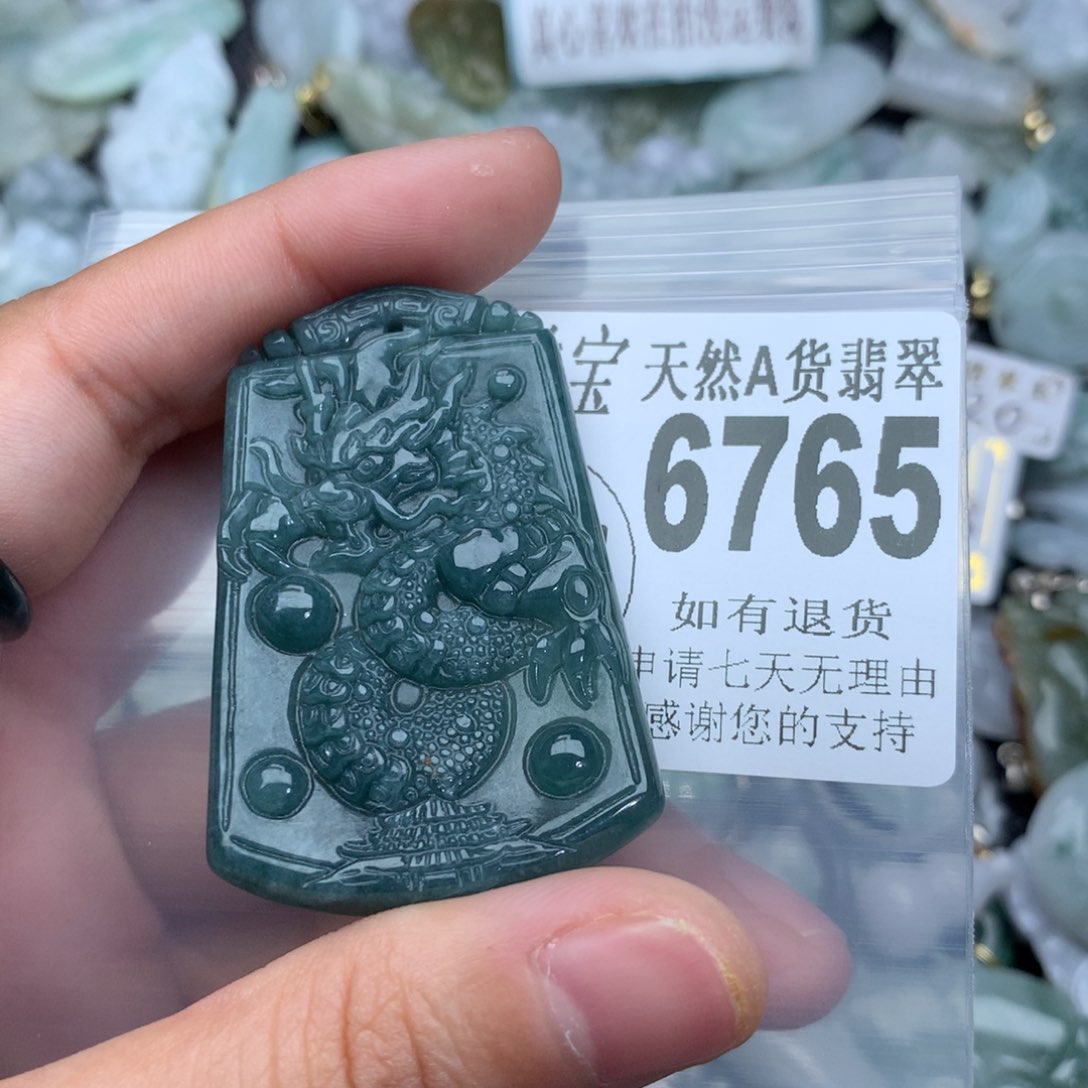 宝 天然A货翡翠
6765
如有退货
申请七天无理由
感谢您的支持